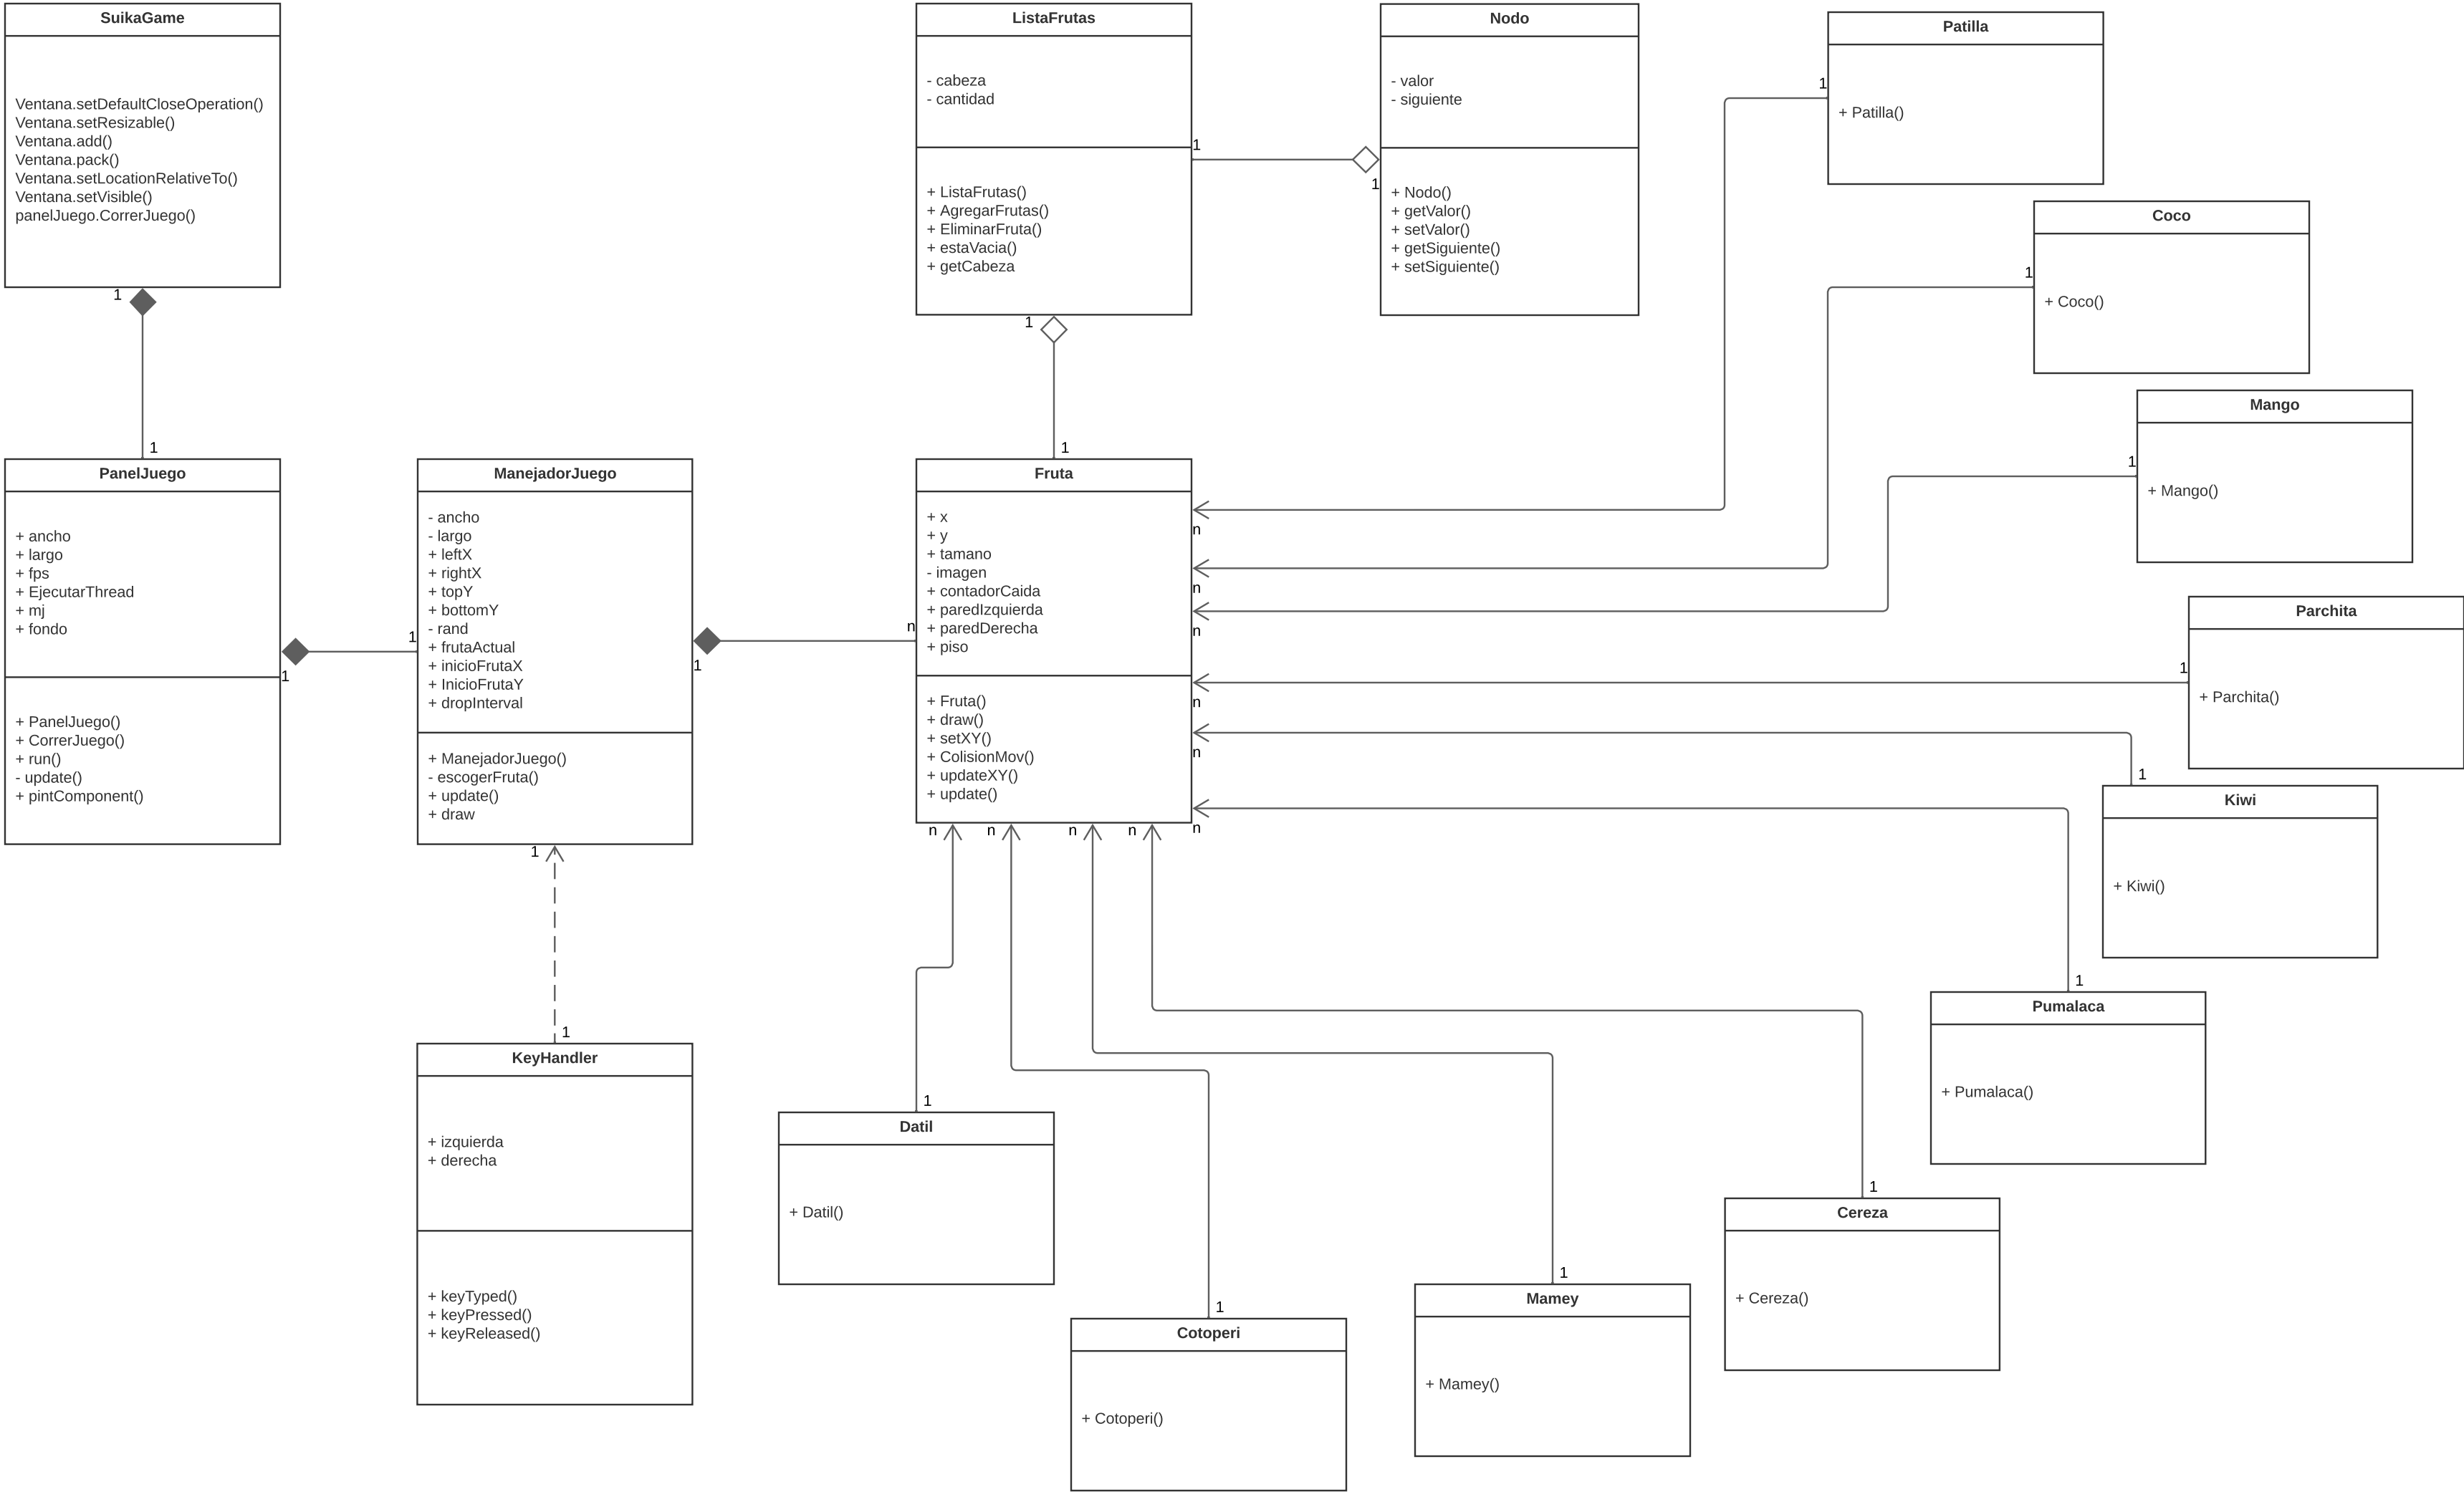 SuikaGame
Ventana.setDefaultCloseOperation()
Ventana.setResizable()
Ventana.add()
Ventana.pack()
Ventana.setLocationRelativeTo()
Ventana.setVisible()
panelJuego.CorrerJuego()
1
1
PanelJuego
+ ancho
+ largo
+ fps
+ EjecutarThread
+ mj
+ fondo
+ PanelJuego()
+ CorrerJuego()
+ run()
- update()
+ pintComponent()
1
1
ManejadorJuego
- ancho
- largo
+ leftX
+ rightX
+ topY
+ bottomY
- rand
+ frutaActual
+ inicioFrutaX
+ InicioFrutaY
+ dropInterval
+ ManejadorJuego()
- escogerFruta()
+ update()
+ draw
1
n
1
1
KeyHandler
+ izquierda
+ derecha
+ keyTyped()
+ keyPressed()
+ keyReleased()
ListaFrutas
- cabeza
- cantidad
+ ListaFrutas()
+ AgregarFrutas()
+ EliminarFruta()
+ estaVacia()
+ getCabeza
1
1
Nodo
- valor
- siguiente
+ Nodo()
+ getValor()
+ setValor()
+ getSiguiente()
+ setSiguiente()
1
1
Fruta
+ x
+ y
+ tamano
- imagen
+ contadorCaida
+ paredIzquierda
+ paredDerecha
+ piso
+ Fruta()
+ draw()
+ setXY()
+ ColisionMov()
+ updateXY()
+ update()
n
n
n
n
n
n
n
n
n
n
1
Patilla
+ Patilla()
1
Coco
+ Coco()
1
Mango
+ Mango()
1
Parchita
+ Parchita()
1
Kiwi
+ Kiwi()
1
Pumalaca
+ Pumalaca()
1
Cereza
+ Cereza()
1
Mamey
+ Mamey()
1
Cotoperi
+ Cotoperi()
1
Datil
+ Datil()